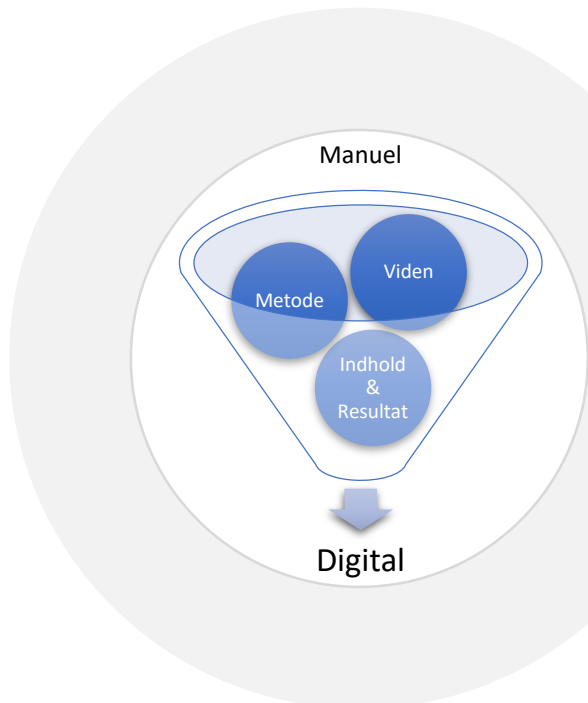 Manuel
Viden
Metode
Indhold
&
Resultat
Digital